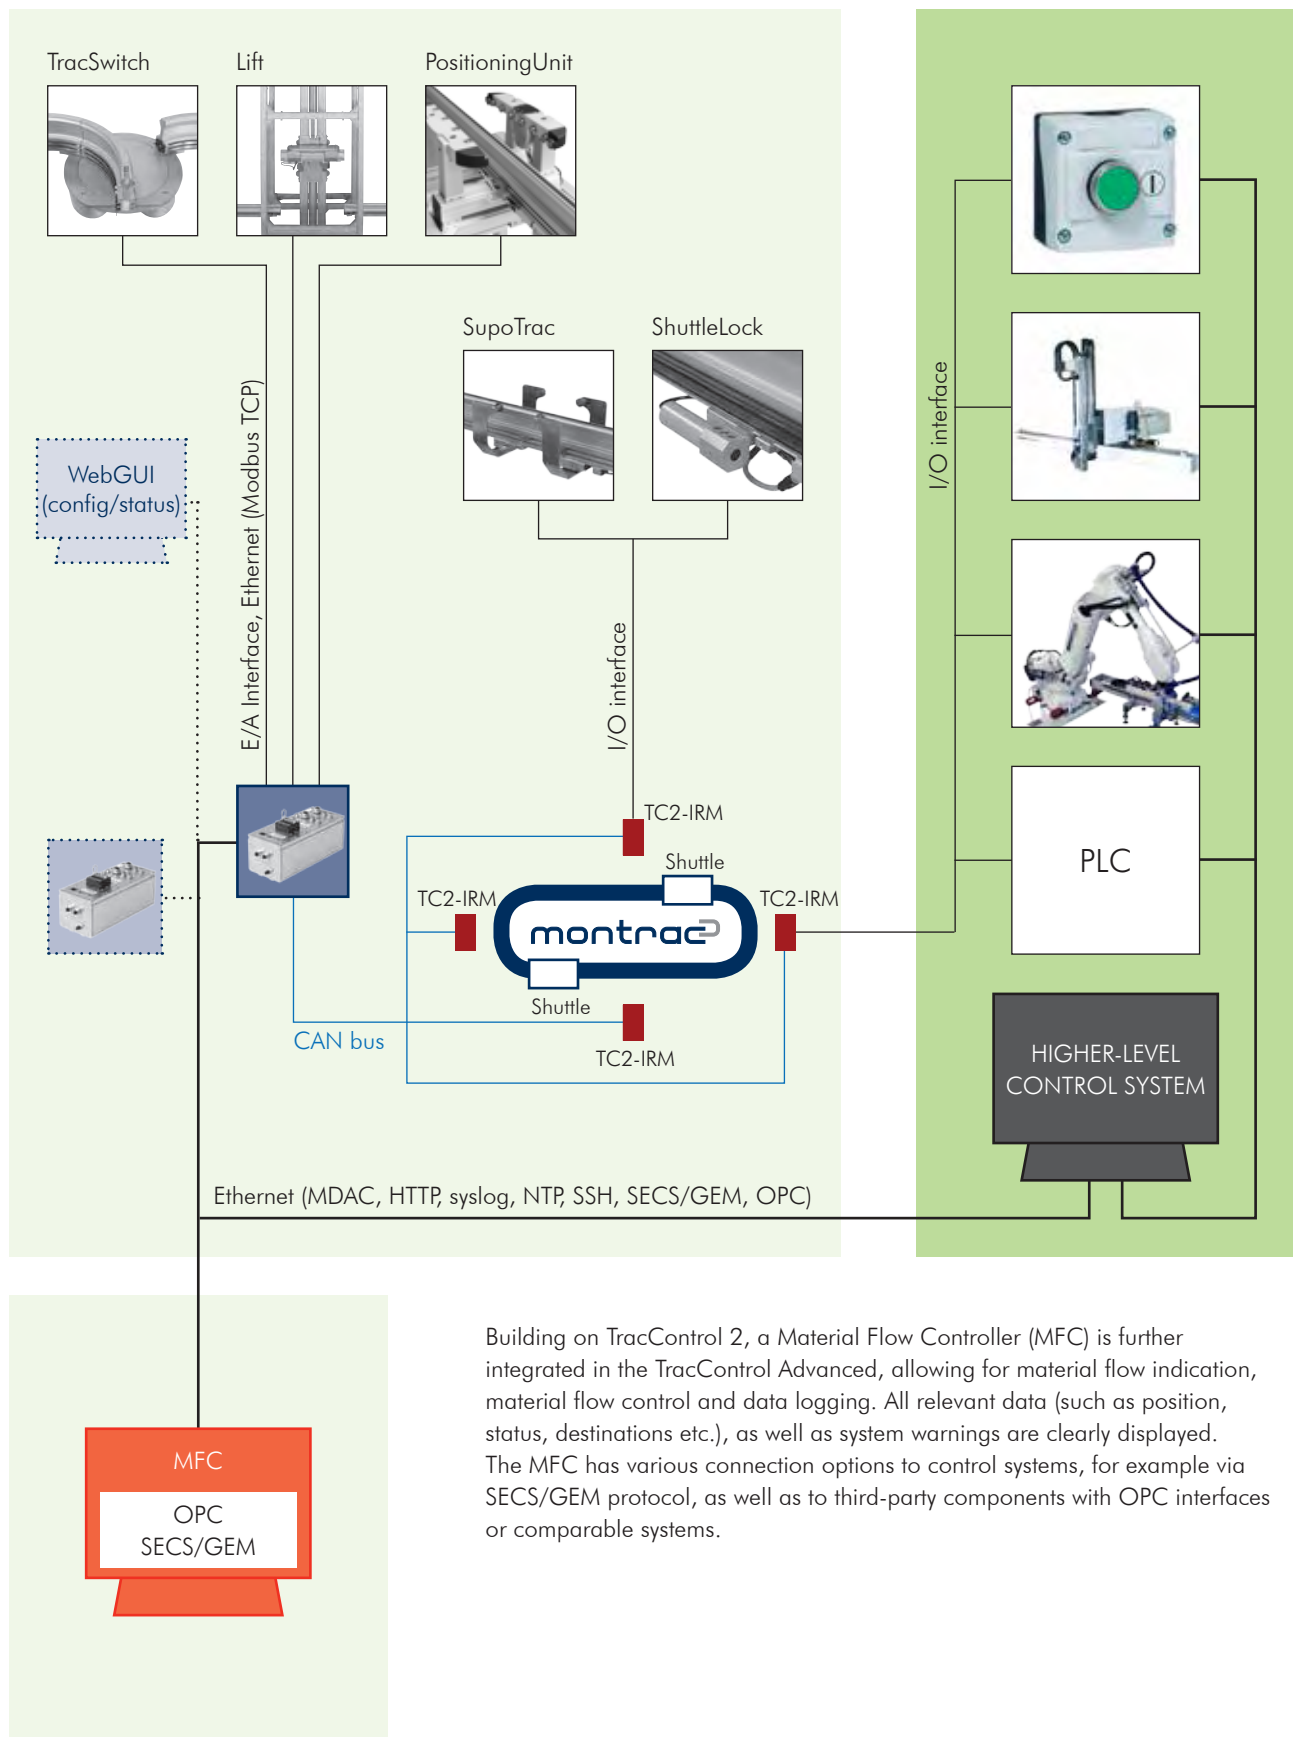 TracSwitch
Lift
PositioningUnit
SupoTrac
ShuttleLock
I/O interface
WebGUI
(config/status)
E/A Interface, Ethernet (Modbus TCP)
I/O interface
TC2-IRM
Shuttle
TC2-IRM
TC2-IRM
montrac
Shuttle
CAN bus
TC2-IRM
PLC
HIGHER-LEVEL
CONTROL SYSTEM
Ethernet (MDAC, HTTP, syslog, NTP, SSH, SECS/GEM, OPC)
MFC
OPC
SECS/GEM
Building on TracControl 2, a Material Flow Controller (MFC) is further
integrated in the TracControl Advanced, allowing for material flow indication,
material flow control and data logging. All relevant data (such as position,
status, destinations etc.), as well as system warnings are clearly displayed.
The MFC has various connection options to control systems, for example via
SECS/GEM protocol, as well as to third-party components with OPC interfaces
or comparable systems.